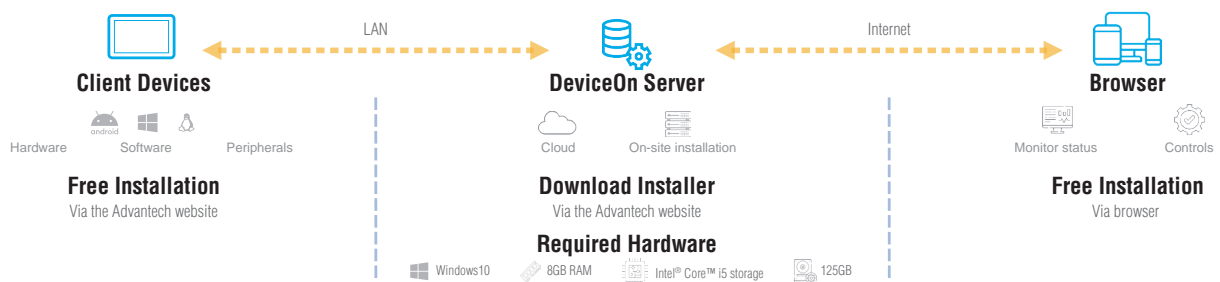 LAN
Internet
Client Devices
DeviceOn Server
Browser
android
Hardware
Software
Peripherals
Cloud
On-site installation
Monitor status
Controls
Free Installation
Via the Advantech website
Download Installer
Via the Advantech website
Free Installation
Via browser
Required Hardware
Windows10
8GB RAM
Intel® Core™ i5 storage
125GB